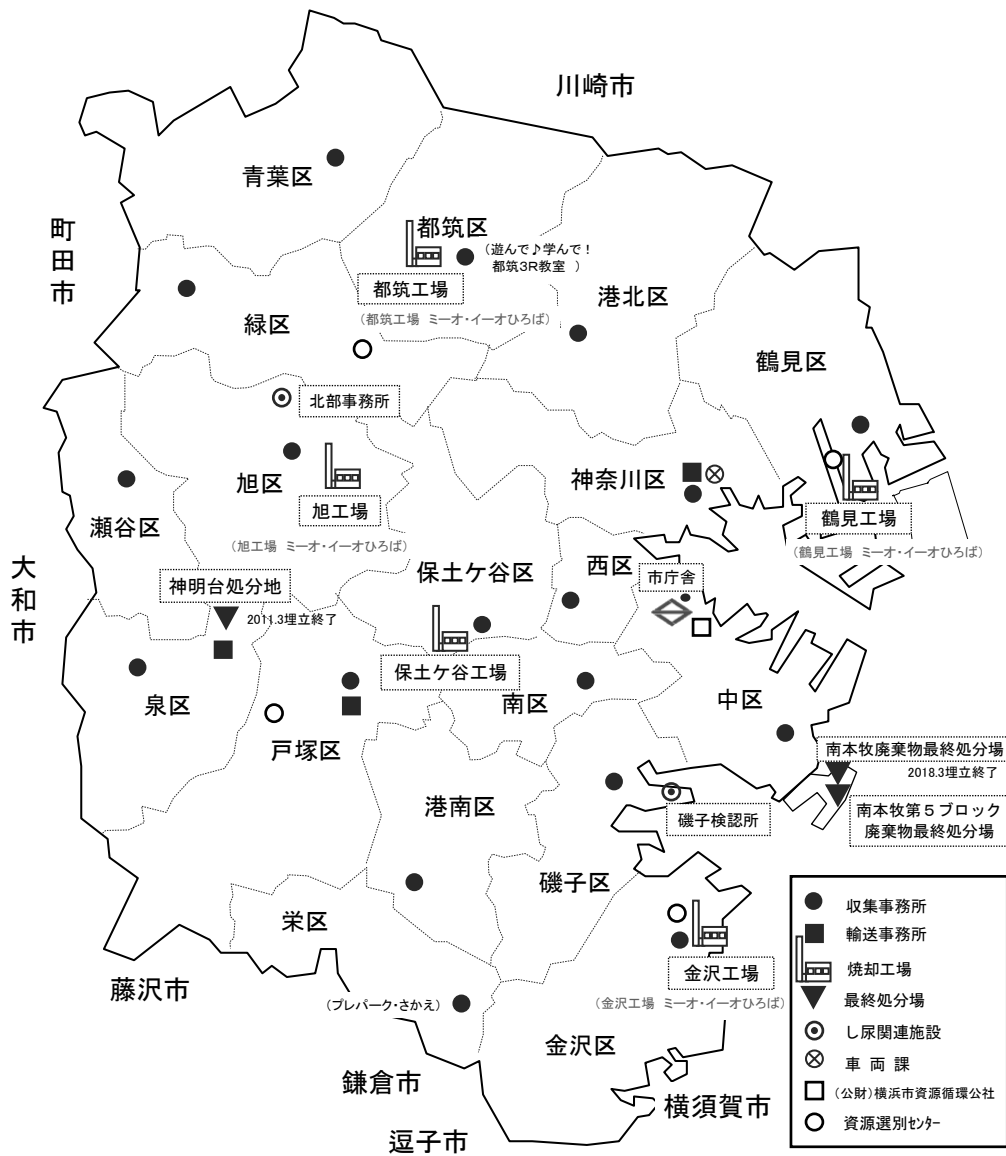 川崎市
青葉区
町田市
都筑区
(遊んで♪学んで!
都筑3R教室 )
都筑工場
(都筑工場 ミーオ・イーオひろば)
港北区
緑区
鶴見区
北部事務所
旭区
旭工場
(旭工場 ミーオ・イーオひろば)
神奈川区
鶴見工場
(鶴見工場 ミーオ・イーオひろば)
瀬谷区
大和市
神明台処分地
2011.3埋立終了
保土ケ谷区
西区
市庁舎
保土ケ谷工場
泉区
戸塚区
南区
中区
南本牧廃棄物最終処分場
2018.3埋立終了
南本牧第5ブロック
廃棄物最終処分場
港南区
磯子検認所
磯子区
栄区
藤沢市
(プレパーク・さかえ)
金沢工場
(金沢工場 ミーオ・イーオひろば)
金沢区
鎌倉市
逗子市
横須賀市
収集事務所
輸送事務所
焼却工場
最終処分場
し尿関連施設
車 両 課
(公財)横浜市資源循環公社
資源選別センター